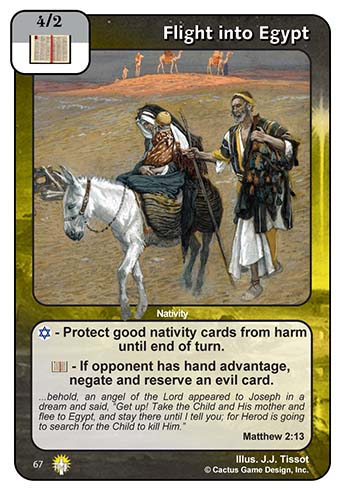 4/2
Flight into Egypt
Nativity
- Protect good nativity cards from harm
until end of turn.
- If opponent has hand advantage,
negate and reserve an evil card.
...behold, an angel of the Lord appeared to Joseph in a
dream and said, "Get up! Take the Child and His mother and
flee to Egypt, and stay there until I tell you; for Herod is going
to search for the Child to kill Him."
Matthew 2:13
67
Illus. J.J. Tissot
© Cactus Game Design, Inc.